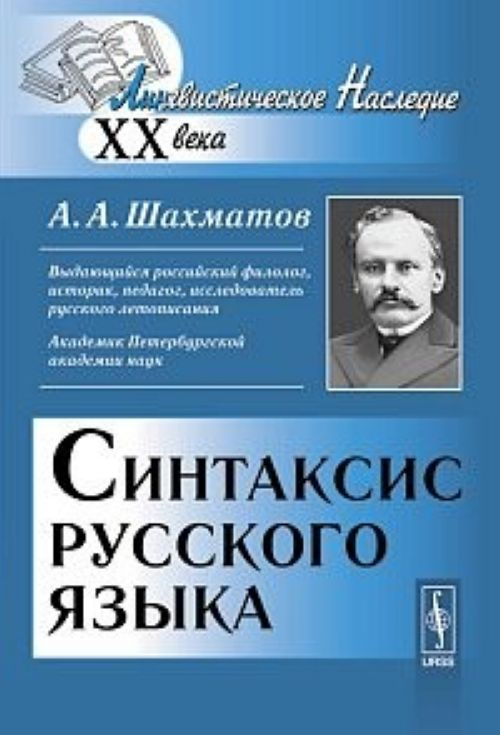 Лингвистическое Наследие
XX века
А. А. Шахматов
Выдающийся российский филолог,
историк, педагог, исследователь
русского летописания
Академик Петербургской
академии наук
Синтаксис
русского
языка
URSS